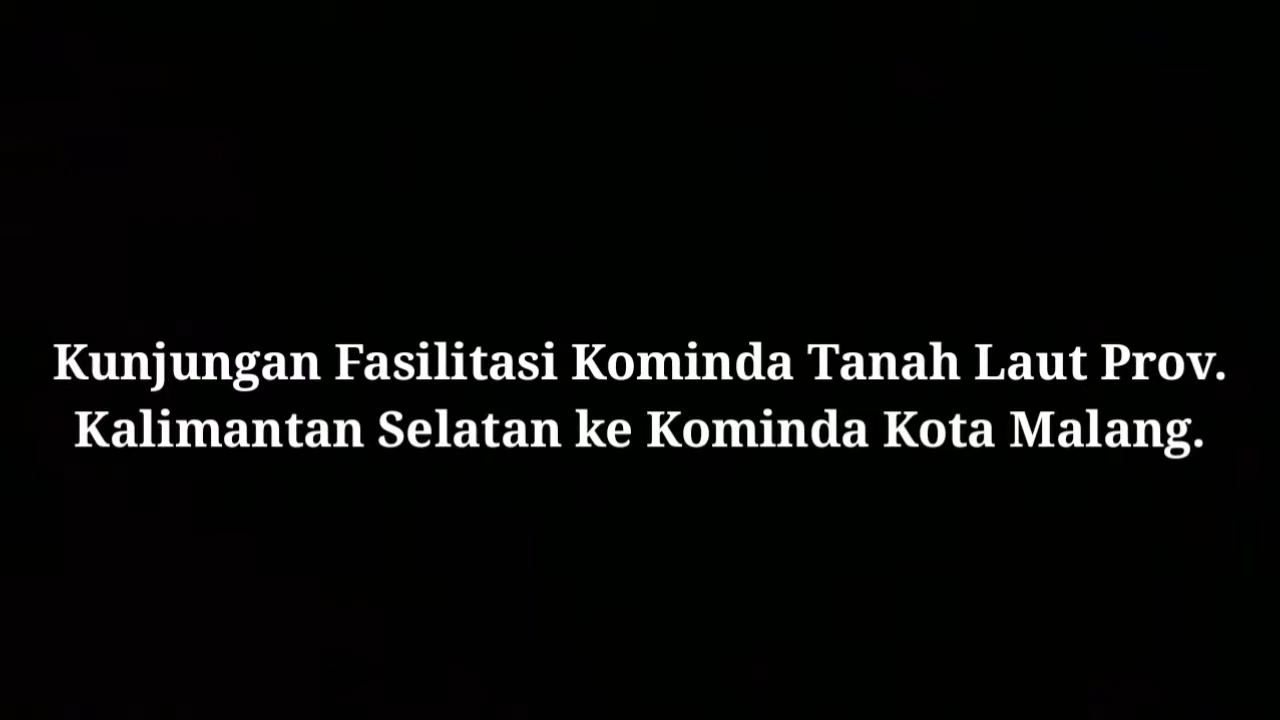 Kunjungan Fasilitasi Kominda Tanah Laut Prov.
Kalimantan Selatan ke Kominda Kota Malang.